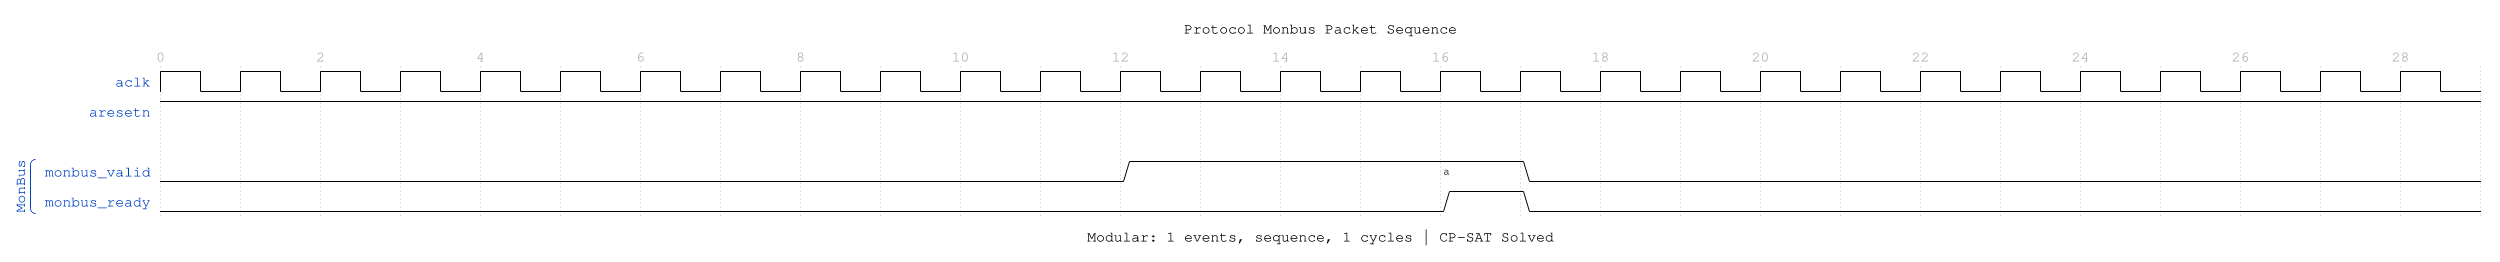 Protocol Monbus Packet Sequence
0 2 4 6 8 10 12 14 16 18 20 22 24 26 28
aclk
aresetn
MonBus
monbus_valid
a
monbus_ready
Modular: 1 events, sequence, 1 cycles | CP-SAT Solved